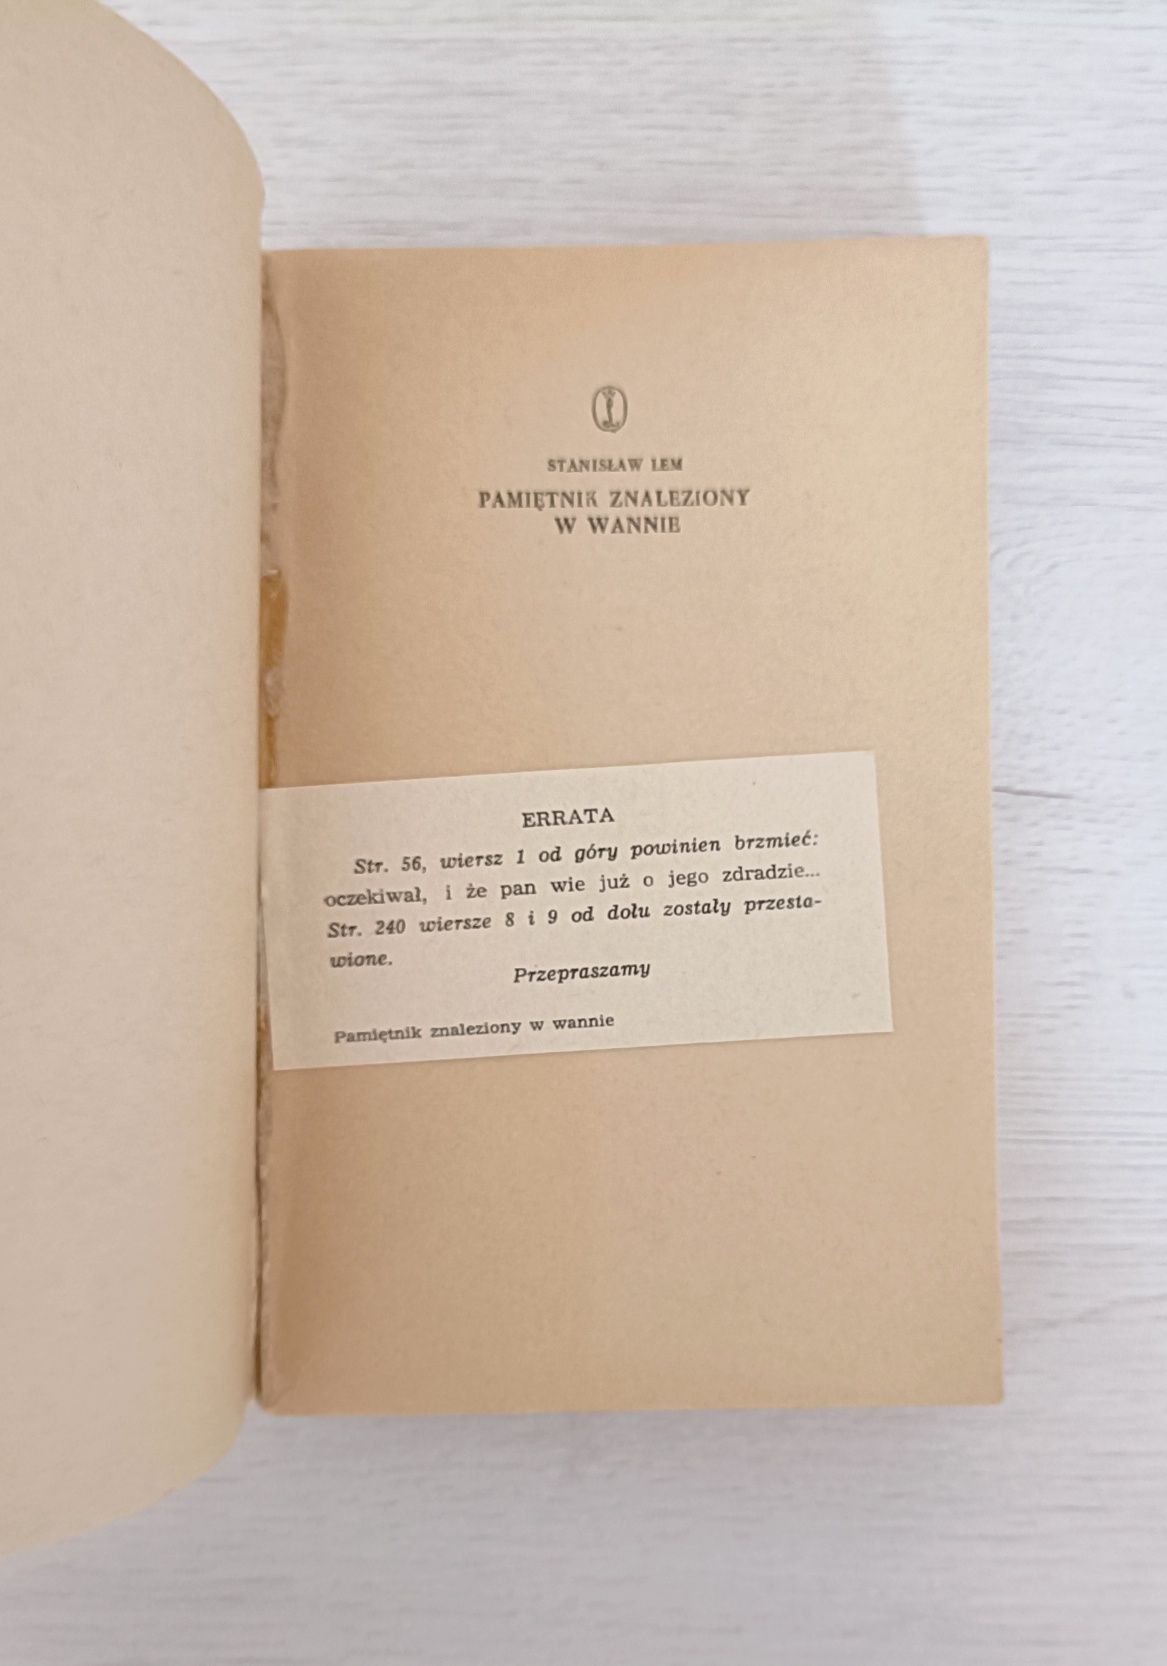 STANISŁAW LEM
PAMIĘTNIK ZNALEZIONY
W WANNIE
ERRATA
Str. 56, wiersz 1 od góry powinien brzmieć:
oczekiwał, i że pan wie już o jego zdradzie...
Str. 240 wiersze 8 i 9 od dołu zostały przesta-
wione.
Przepraszamy
Pamiętnik znaleziony w wannie